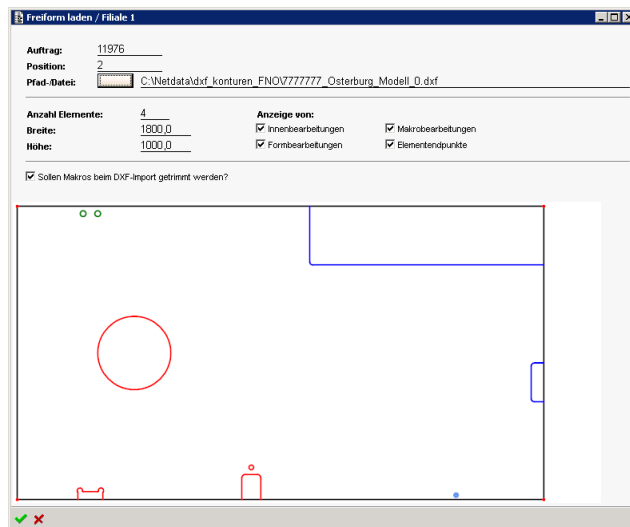 Freiform laden / Filiale 1
Auftrag: 11976
Position: 2
Pfad-/Datei: C:\Netdata\dxf_konturen_FNO\7777777_Osterburg_Modell_0.dxf
Anzahl Elemente: 4 Anzeige von:
Breite: 1800,0 Innenbearbeitungen Makrobearbeitungen
Höhe: 1000,0 Formbearbeitungen Elementendpunkte
Sollen Makros beim DXF-Import getrimmt werden?